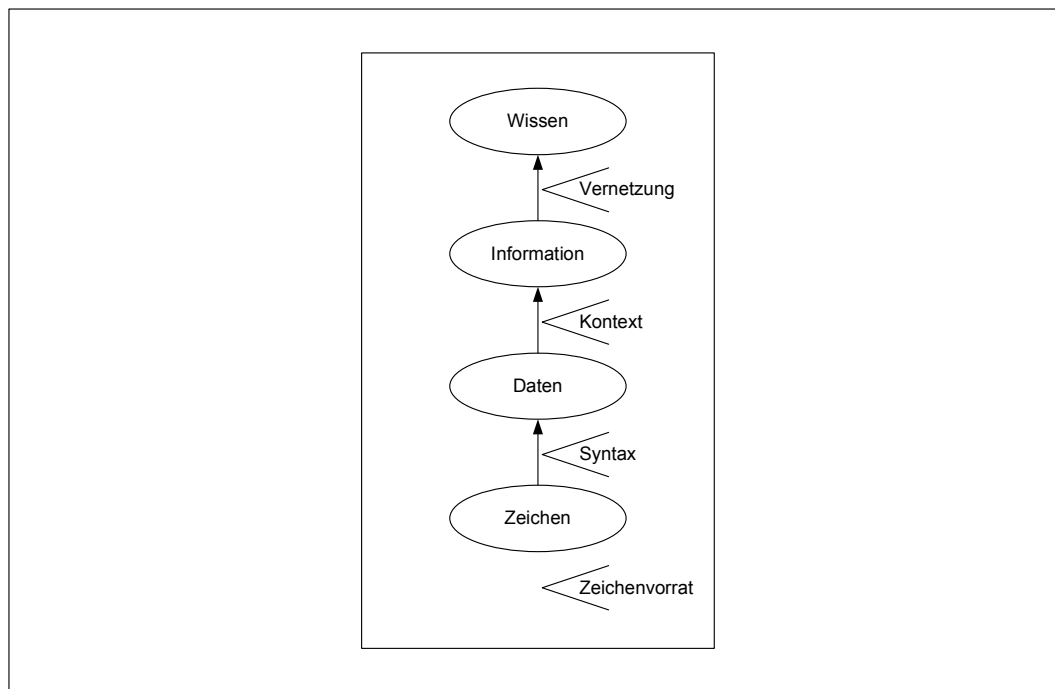 Wissen
Vernetzung
Information
Kontext
Daten
Syntax
Zeichen
Zeichenvorrat